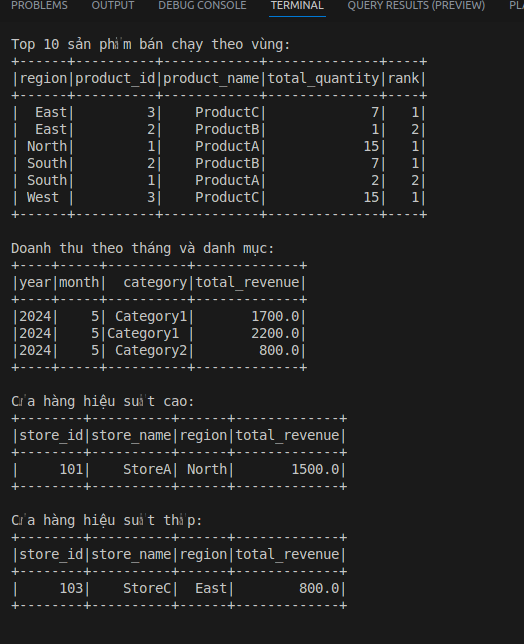 PROBLEMS OUTPUT DEBUG CONSOLE TERMINAL QUERY RESULTS (PREVIEW)
Top 10 sản phẩm bán chạy theo vùng:
+------+----------+------------+--------------+----+
|region|product_id|product_name|total_quantity|rank|
+------+----------+------------+--------------+----+
|  East|         3|    ProductC|             7|   1|
|  East|         2|    ProductB|             1|   2|
| North|         1|    ProductA|            15|   1|
| South|         2|    ProductB|             7|   1|
| South|         1|    ProductA|             2|   2|
| West |         3|    ProductC|            15|   1|
+------+----------+------------+--------------+----+
Doanh thu theo tháng và danh mục:
+----+-----+----------+-------------+
|year|month|  category|total_revenue|
+----+-----+----------+-------------+
|2024|    5| Category1|       1700.0|
|2024|    5|Category1 |       2200.0|
|2024|    5| Category2|        800.0|
+----+-----+----------+-------------+
Cửa hàng hiệu suất cao:
+--------+----------+------+-------------+
|store_id|store_name|region|total_revenue|
+--------+----------+------+-------------+
|     101|    StoreA| North|       1500.0|
+--------+----------+------+-------------+
Cửa hàng hiệu suất thấp:
+--------+----------+------+-------------+
|store_id|store_name|region|total_revenue|
+--------+----------+------+-------------+
|     103|    StoreC|  East|        800.0|
+--------+----------+------+-------------+